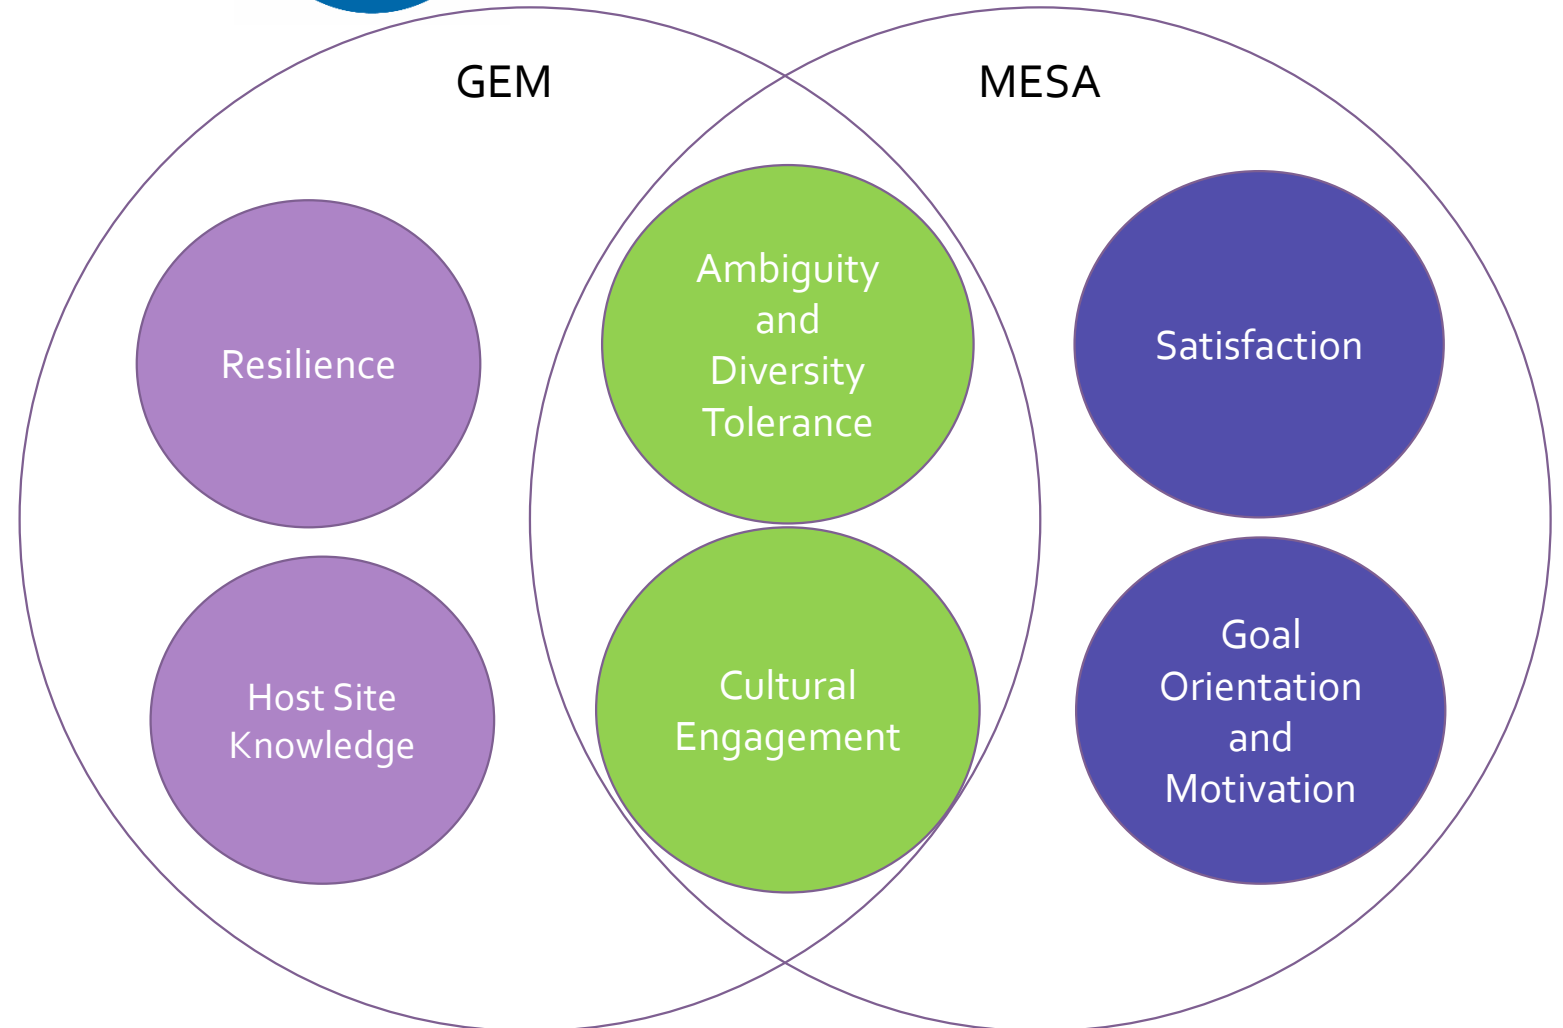 GEM
MESA
Resilience
Host Site
Knowledge
Ambiguity
and
Diversity
Tolerance
Cultural
Engagement
Satisfaction
Goal
Orientation
and
Motivation